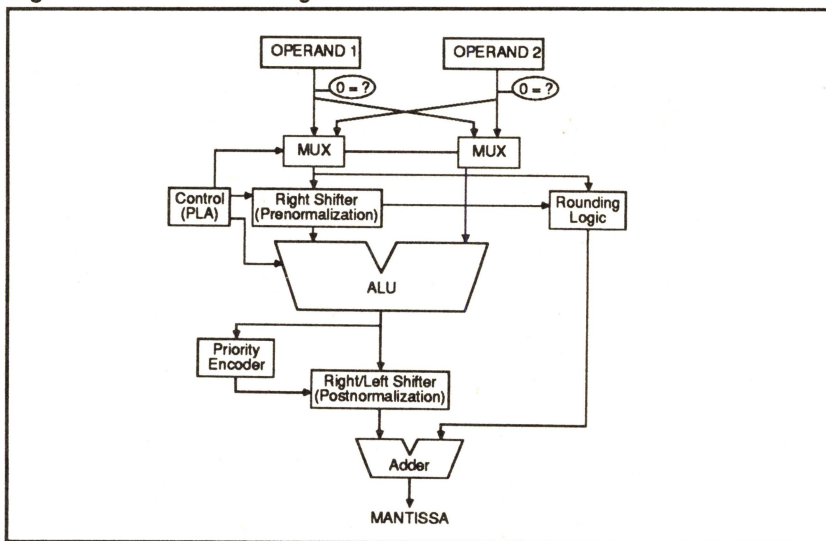 OPERAND 1
OPERAND 2
0 = ?
0 = ?
MUX
MUX
Control
(PLA)
Right Shifter
(Prenormalization)
Rounding
Logic
ALU
Priority
Encoder
Right/Left Shifter
(Postnormalization)
Adder
MANTISSA